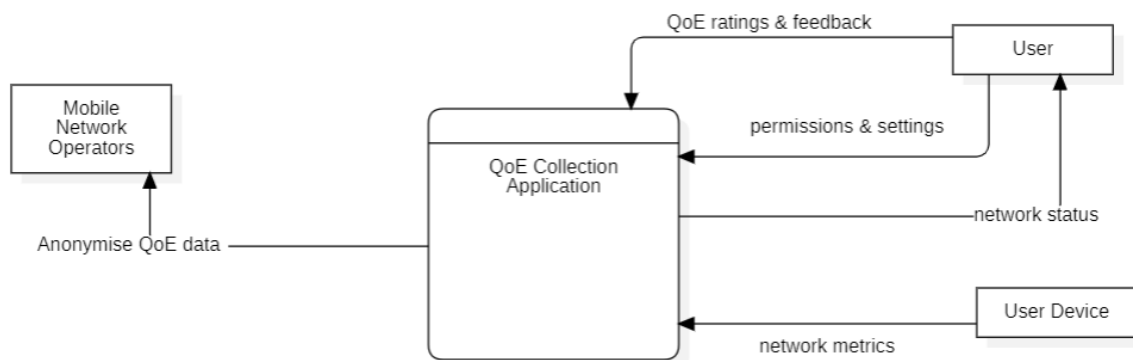 QoE ratings & feedback
User
Mobile
Network
Operators
permissions & settings
QoE Collection
Application
network status
Anonymise QoE data
User Device
network metrics